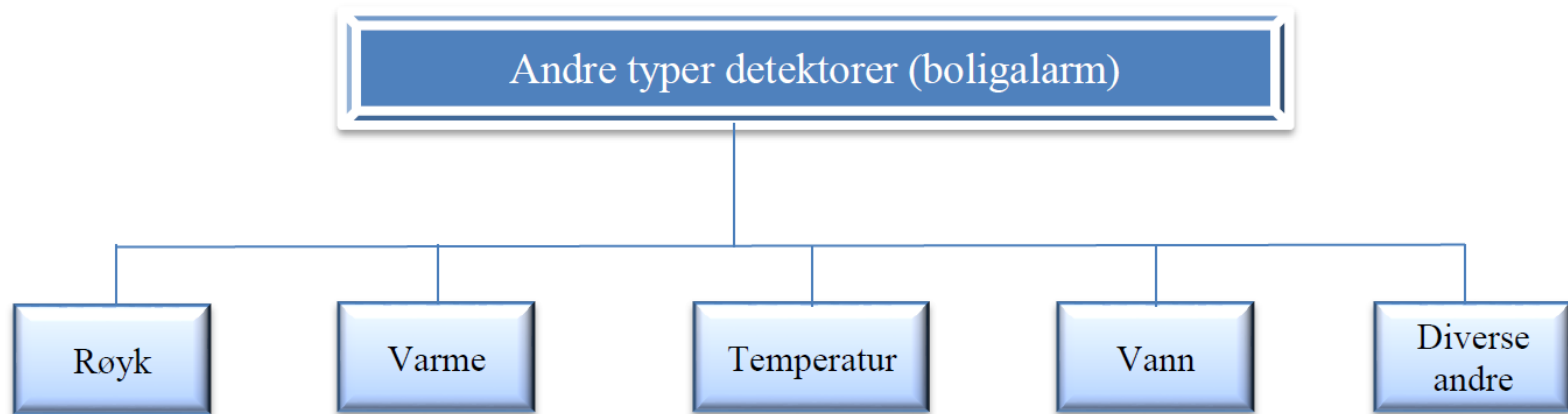 Andre typer detektorer (boligalarm)
Røyk
Varme
Temperatur
Vann
Diverse
andre